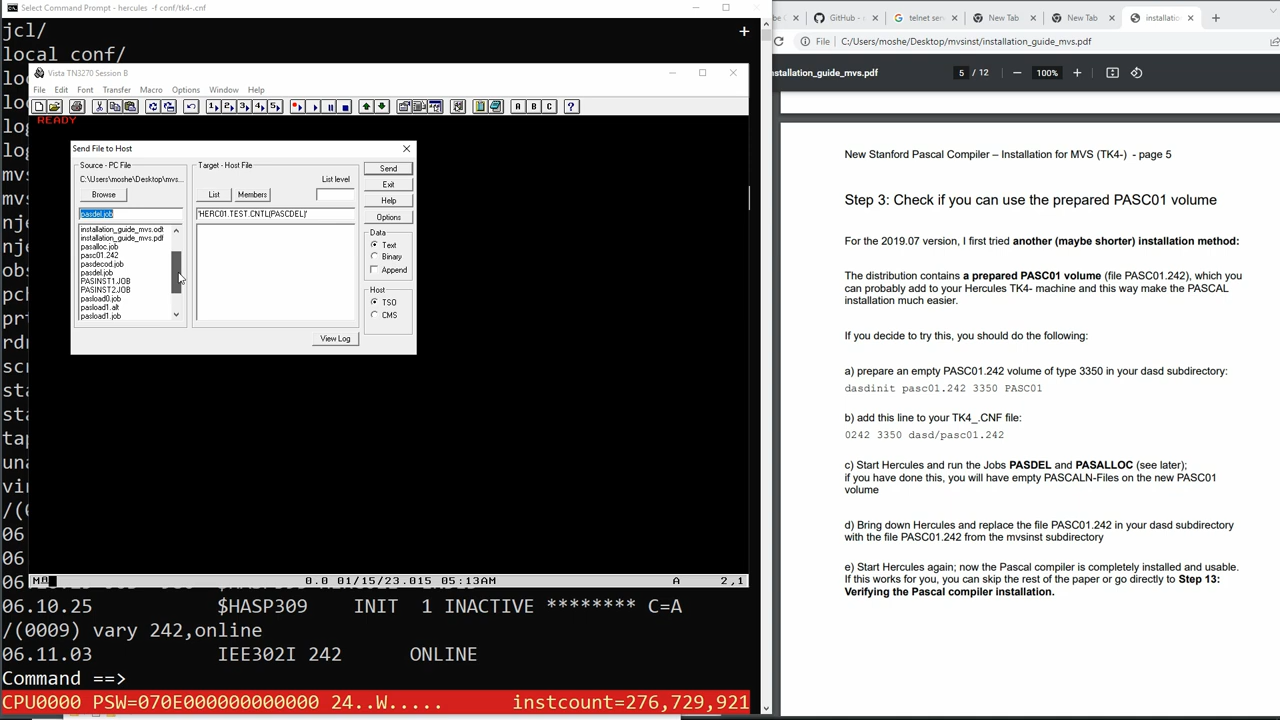 Select Command Prompt - hercules -f conf/tk4-.cnf
jcl/
local conf/
+
Vista TN3270 Session B
File Edit Font Transfer Macro Options Window Help
READY
Send File to Host
Source - PC File
C:\Users\moshe\Desktop\mvs...
Browse
pasdel.job
installation_guide_mvs.odt
installation_guide_mvs.pdf
pasalloc.job
pasc01.242
pasdecod.job
pasdel.job
PASINST1.JOB
PASINST2.JOB
pasload0.job
pasload1.alt
pasload1.job
Target - Host File
List level
List Members
'HERC01.TEST.CNTL(PASCDEL)'
Send
Exit
Help
Options
Data
Text
Binary
Append
Host
TSO
CMS
View Log
0.0 01/15/23.015 05:13AM A 2,1
06.10.25 $HASP309 INIT 1 INACTIVE ******** C=A
/(0009) vary 242,online
06.11.03 IEE302I 242 ONLINE
Command ==>
CPU0000 PSW=070E000000000000 24..W..... instcount=276,729,921
GitHub - telnet ser New Tab New Tab installati
File C:/Users/moshe/Desktop/mvsinst/installation_guide_mvs.pdf
nstallation_guide_mvs.pdf 5 / 12 100%
New Stanford Pascal Compiler – Installation for MVS (TK4-) - page 5
Step 3: Check if you can use the prepared PASC01 volume
For the 2019.07 version, I first tried another (maybe shorter) installation method:
The distribution contains a prepared PASC01 volume (file PASC01.242), which you
can probably add to your Hercules TK4- machine and this way make the PASCAL
installation much easier.
If you decide to try this, you should do the following:
a) prepare an empty PASC01.242 volume of type 3350 in your dasd subdirectory:
dasdinit pasc01.242 3350 PASC01
b) add this line to your TK4_.CNF file:
0242 3350 dasd/pasc01.242
c) Start Hercules and run the Jobs PASDEL and PASALLOC (see later);
if you have done this, you will have empty PASCALN-Files on the new PASC01
volume
d) Bring down Hercules and replace the file PASC01.242 in your dasd subdirectory
with the file PASC01.242 from the mvsinst subdirectory
e) Start Hercules again; now the Pascal compiler is completely installed and usable.
If this works for you, you can skip the rest of the paper or go directly to Step 13:
Verifying the Pascal compiler installation.